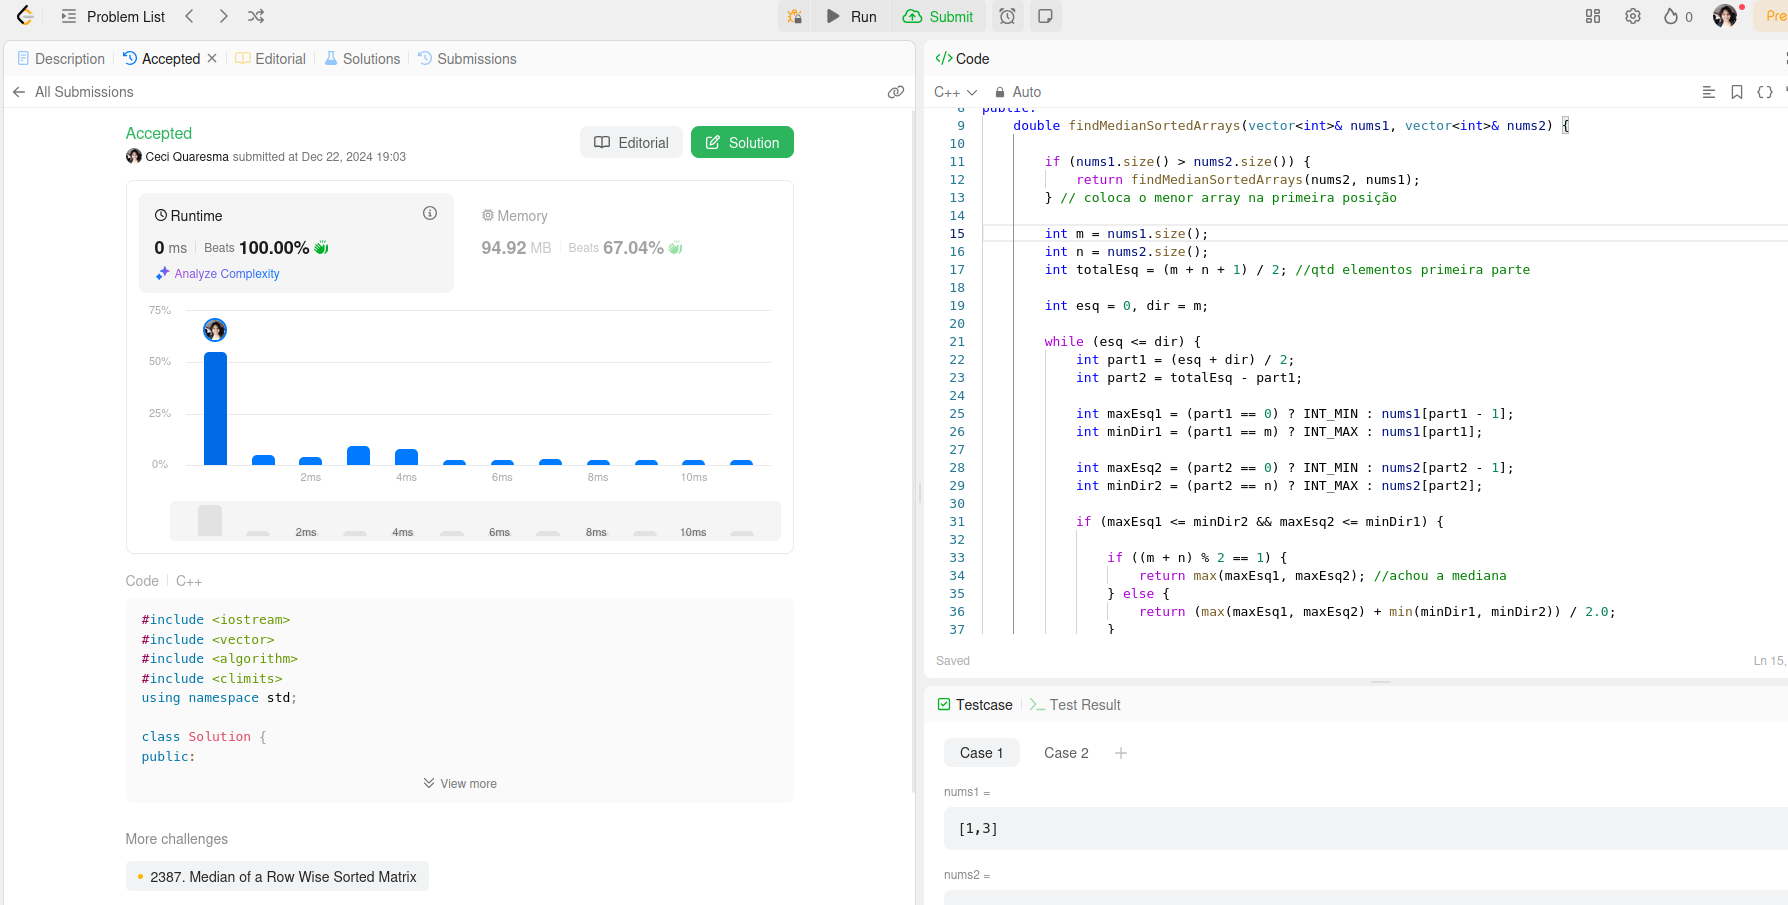 Problem List
Run
Submit
0
Pre
Description
Accepted
Editorial
Solutions
Submissions
All Submissions
Accepted
Ceci Quaresma submitted at Dec 22, 2024 19:03
Editorial
Solution
Runtime
0 ms
Beats 100.00%
Analyze Complexity
Memory
94.92 MB
Beats 67.04%
75%
50%
25%
0%
2ms
4ms
6ms
8ms
10ms
2ms
4ms
6ms
8ms
10ms
Code
C++
#include <iostream>
#include <vector>
#include <algorithm>
#include <climits>
using namespace std;
class Solution {
public:
View more
More challenges
2387. Median of a Row Wise Sorted Matrix
</> Code
C++
Auto
8 public:
9 double findMedianSortedArrays(vector<int>& nums1, vector<int>& nums2) {
10
11 if (nums1.size() > nums2.size()) {
12 return findMedianSortedArrays(nums2, nums1);
13 } // coloca o menor array na primeira posição
14
15 int m = nums1.size();
16 int n = nums2.size();
17 int totalEsq = (m + n + 1) / 2; //qtd elementos primeira parte
18
19 int esq = 0, dir = m;
20
21 while (esq <= dir) {
22 int part1 = (esq + dir) / 2;
23 int part2 = totalEsq - part1;
24
25 int maxEsq1 = (part1 == 0) ? INT_MIN : nums1[part1 - 1];
26 int minDir1 = (part1 == m) ? INT_MAX : nums1[part1];
27
28 int maxEsq2 = (part2 == 0) ? INT_MIN : nums2[part2 - 1];
29 int minDir2 = (part2 == n) ? INT_MAX : nums2[part2];
30
31 if (maxEsq1 <= minDir2 && maxEsq2 <= minDir1) {
32
33 if ((m + n) % 2 == 1) {
34 return max(maxEsq1, maxEsq2); //achou a mediana
35 } else {
36 return (max(maxEsq1, maxEsq2) + min(minDir1, minDir2)) / 2.0;
37 }
Saved
Ln 15,
Testcase
Test Result
Case 1
Case 2
nums1 =
[1,3]
nums2 =